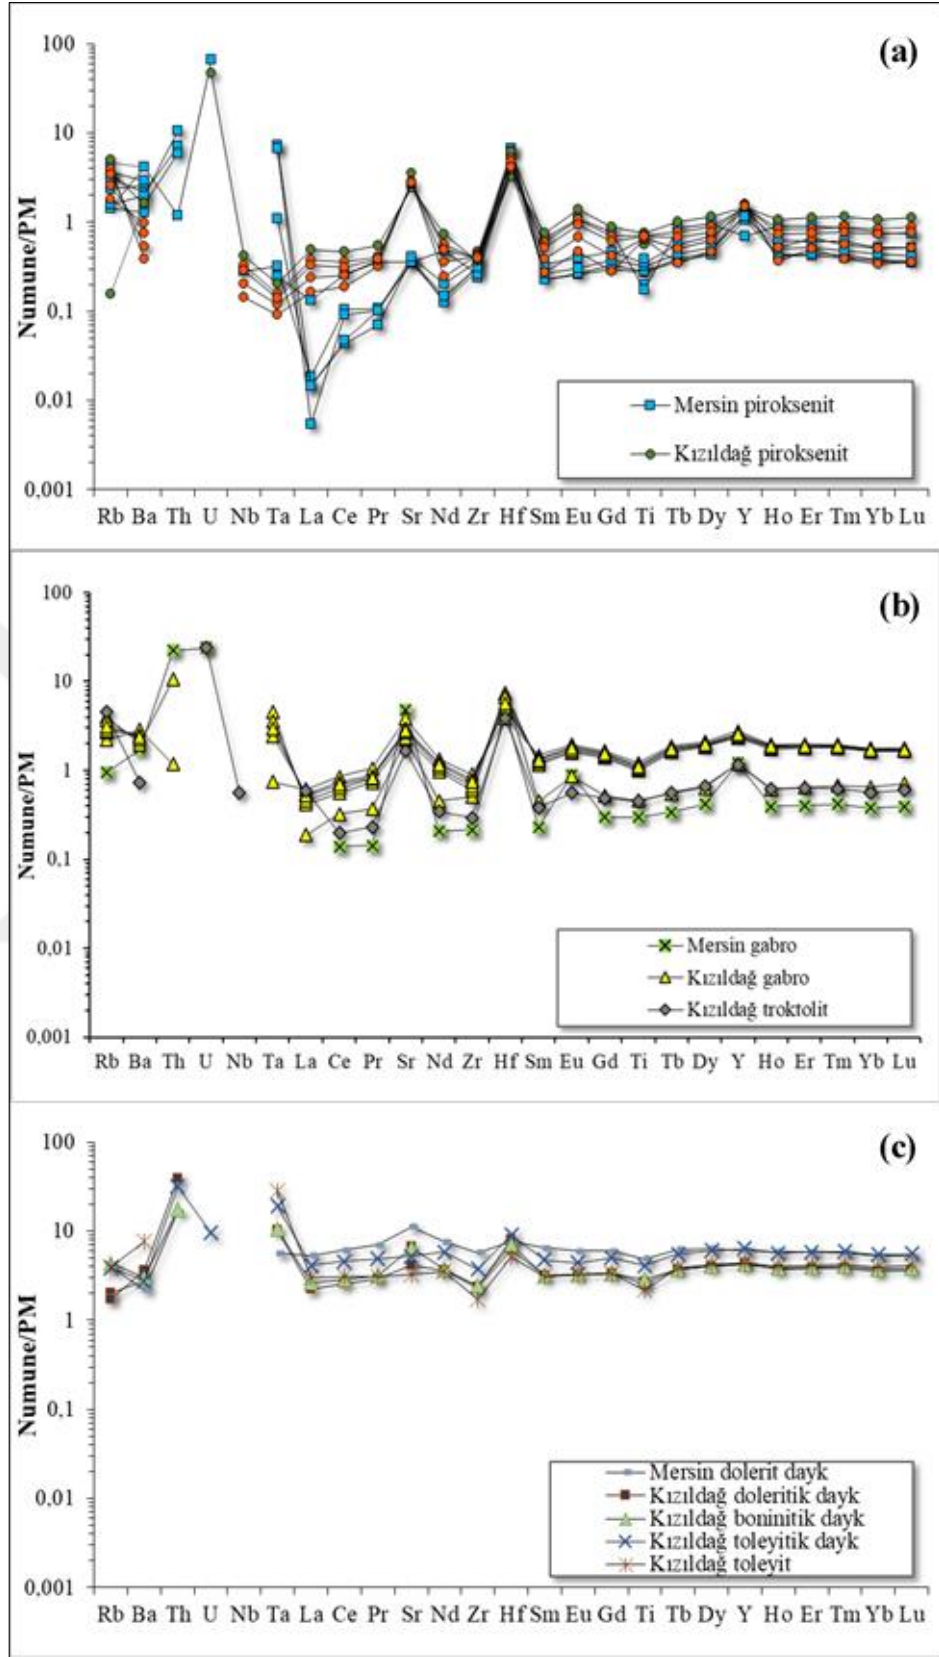 (a)
100
10
1
0.1
0.01
0.001
Numune/PM
Rb Ba Th U Nb Ta La Ce Pr Sr Nd Zr Hf Sm Eu Gd Ti Tb Dy Y Ho Er Tm Yb Lu
Mersin piroksenit
Kızıldağ piroksenit
(b)
100
10
1
0.1
0.01
0.001
Numune/PM
Rb Ba Th U Nb Ta La Ce Pr Sr Nd Zr Hf Sm Eu Gd Ti Tb Dy Y Ho Er Tm Yb Lu
Mersin gabro
Kızıldağ gabro
Kızıldağ troktolit
(c)
100
10
1
0.1
0.01
0.001
Numune/PM
Rb Ba Th U Nb Ta La Ce Pr Sr Nd Zr Hf Sm Eu Gd Ti Tb Dy Y Ho Er Tm Yb Lu
Mersin dolerit dayk
Kızıldağ doleritik dayk
Kızıldağ boninitik dayk
Kızıldağ toleyitik dayk
Kızıldağ toleyit